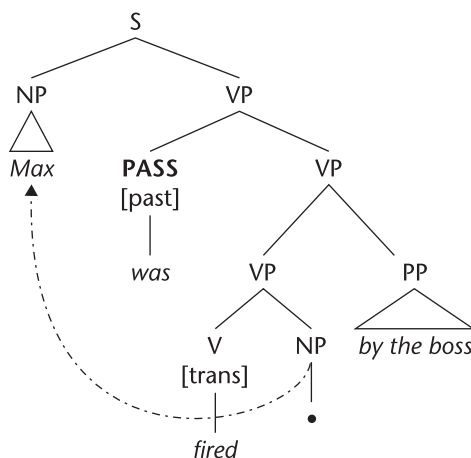 S
NP VP
Max PASS VP
[past]
was VP PP
V NP by the boss
[trans]
fired